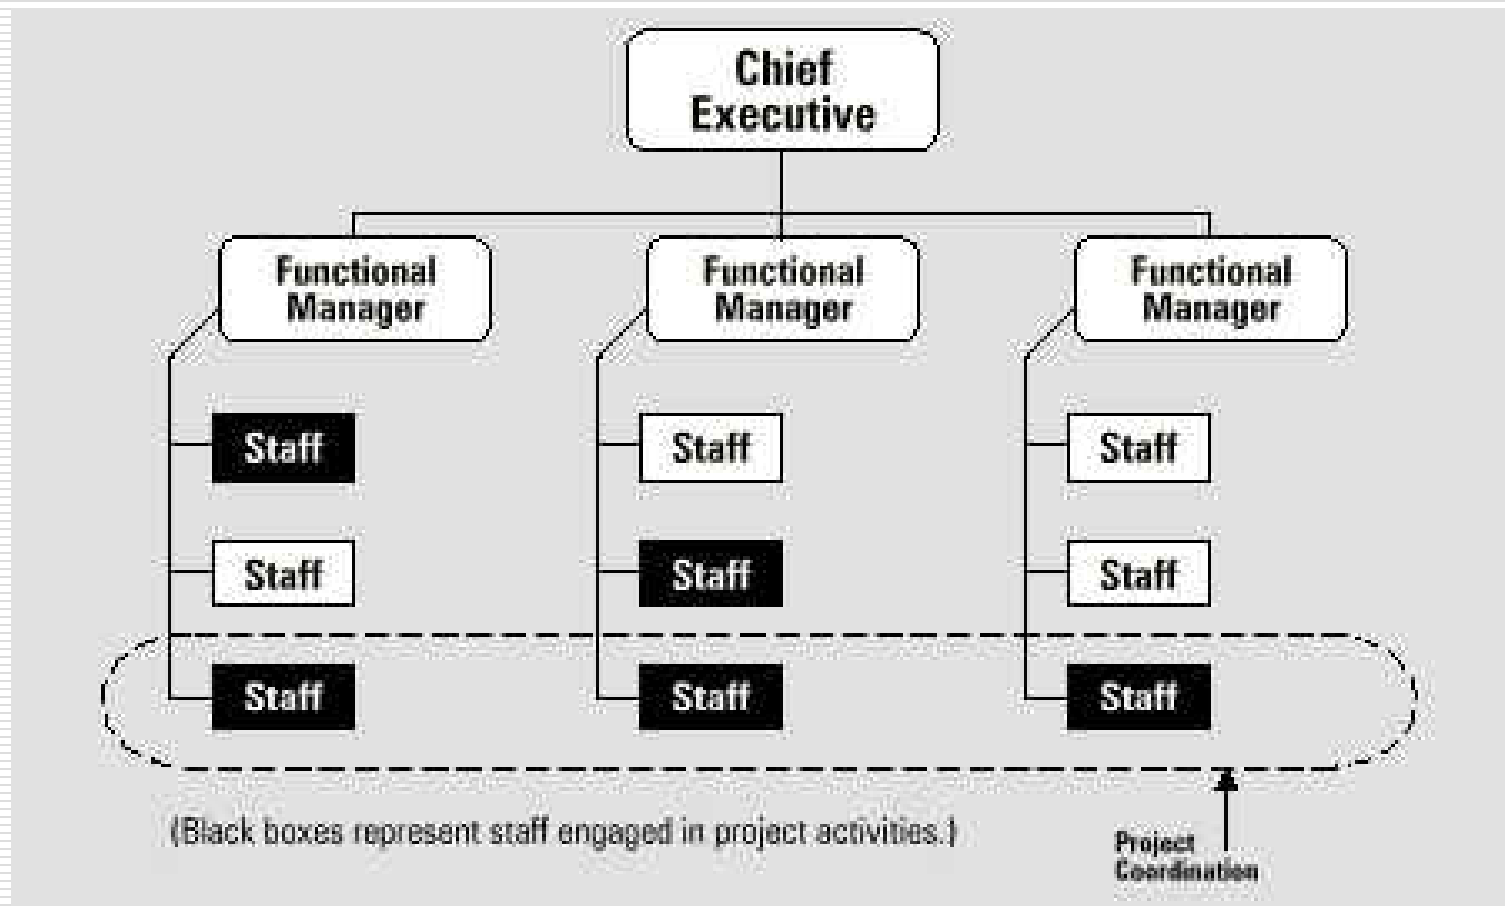 Chief
Executive
Functional
Manager
Functional
Manager
Functional
Manager
Staff
Staff
Staff
Staff
Staff
Staff
Staff
Staff
Staff
(Black boxes represent staff engaged in project activities.)
Project
Coordination